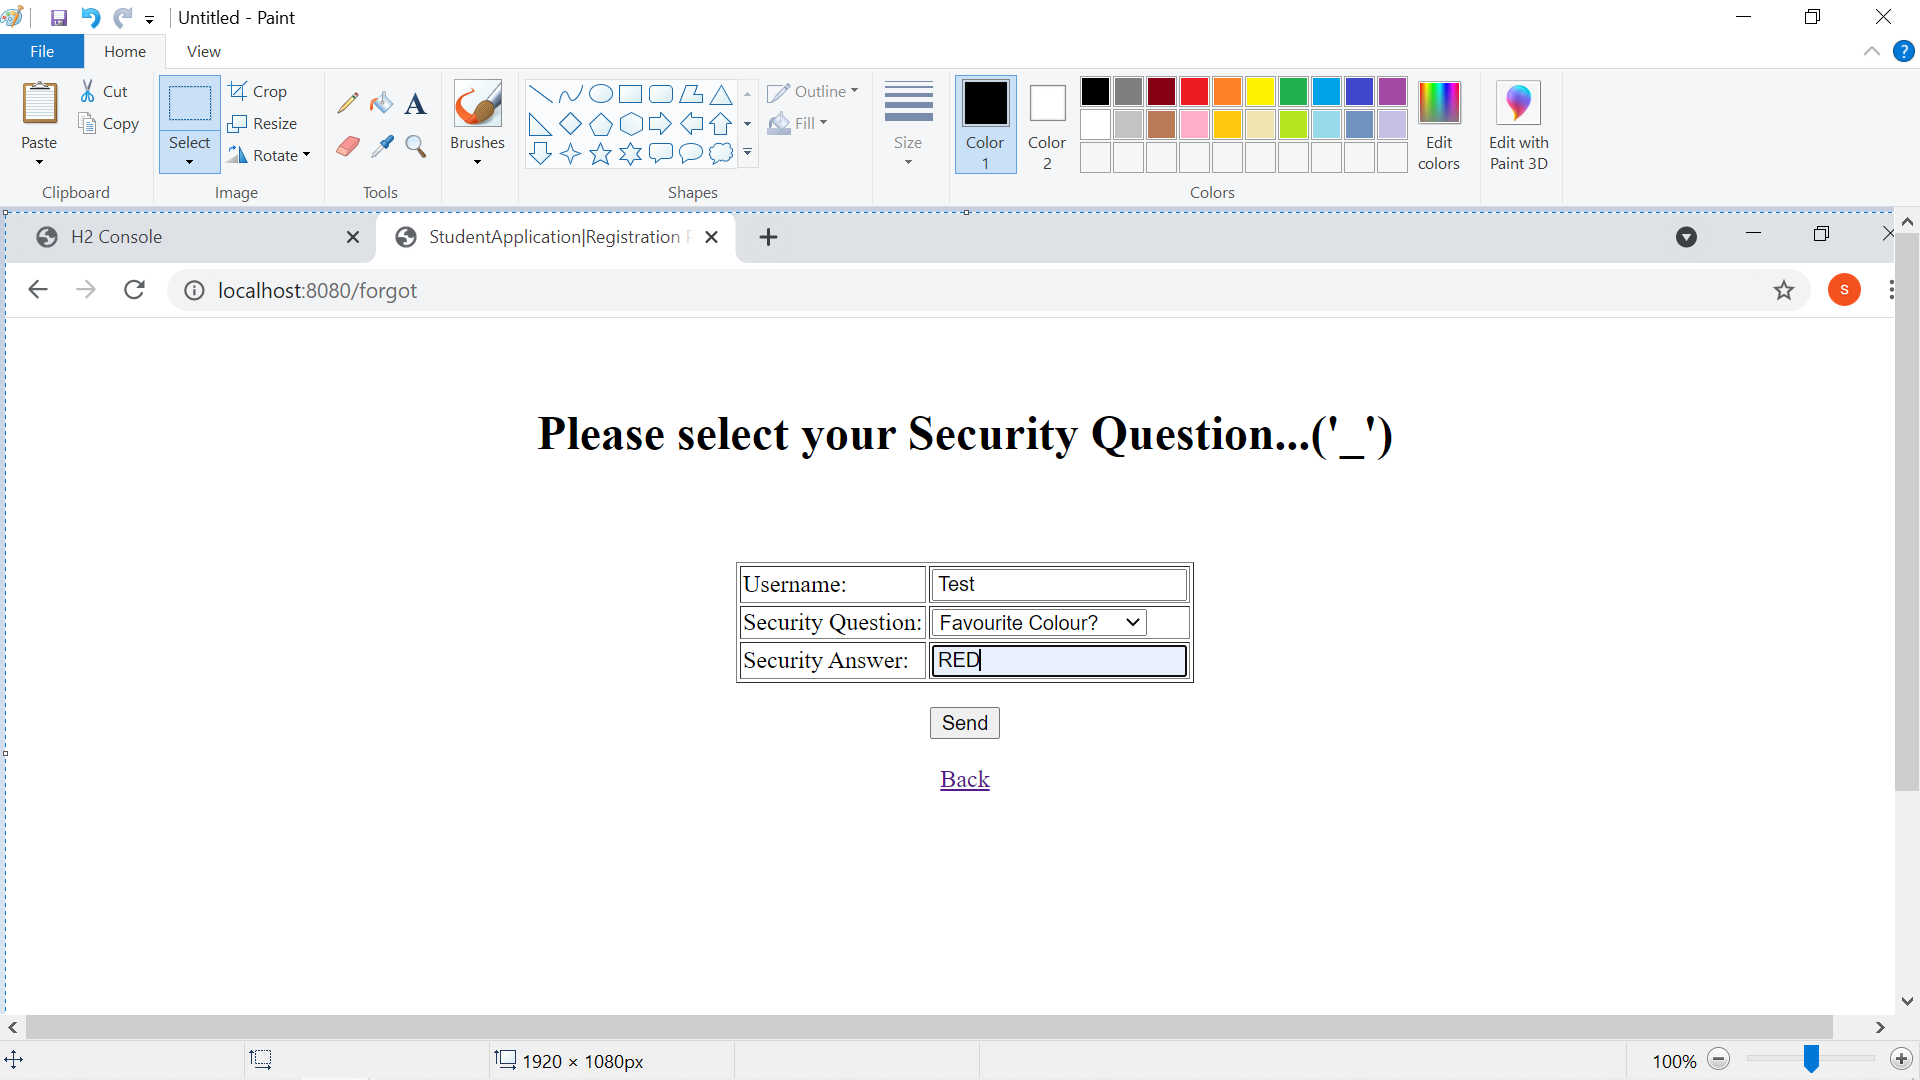 Untitled - Paint
File Home View
Paste Cut Copy Clipboard
Select Crop Resize Rotate Image
Tools
Brushes
Outline Fill Shapes
Size
Color 1 Color 2 Edit colors Colors
Edit with Paint 3D
H2 Console StudentApplication|Registration
localhost:8080/forgot
S
Please select your Security Question...('_')
Username: Test
Security Question: Favourite Colour?
Security Answer: RED
Send
Back
1920 × 1080px 100%